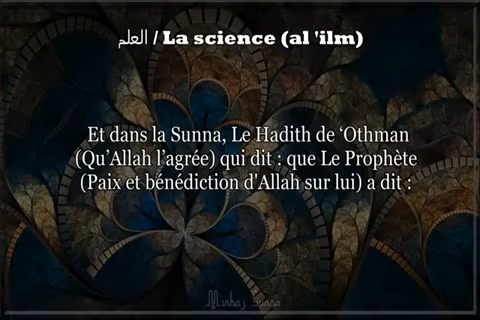 العلم / La science (al 'ilm)
Et dans la Sunna, Le Hadith de ‘Othman
(Qu’Allah l’agrée) qui dit : que Le Prophète
(Paix et bénédiction d'Allah sur lui) a dit :
Minhaj Sunna